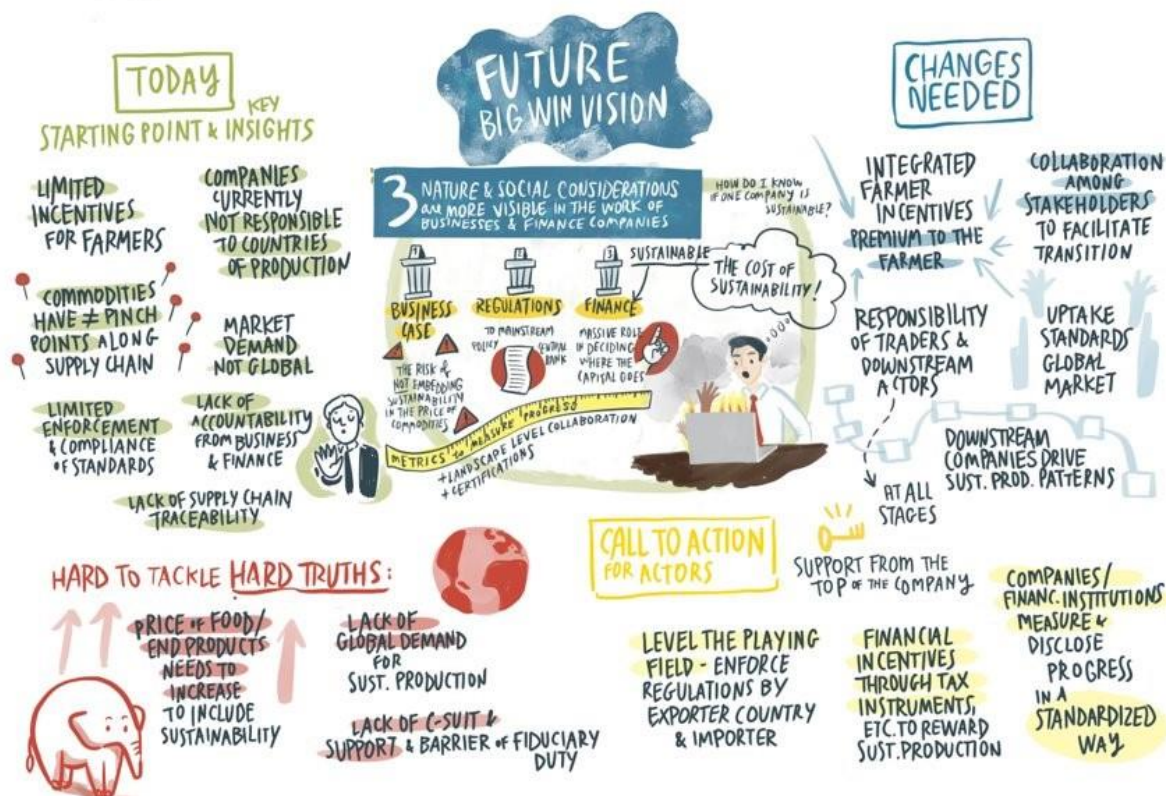 TODAY
KEY
STARTING POINT & INSIGHTS
LIMITED
INCENTIVES
FOR FARMERS
COMPANIES
CURRENTLY
NOT RESPONSIBLE
TO COUNTRIES
OF PRODUCTION
COMMODITIES
HAVE ≠ PINCH
POINTS ALONG
SUPPLY CHAIN
MARKET
DEMAND
NOT GLOBAL
LIMITED
ENFORCEMENT
& COMPLIANCE
OF STANDARDS
LACK OF
ACCOUNTABILITY
FROM BUSINESS
& FINANCE
LACK OF SUPPLY CHAIN
TRACEABILITY
FUTURE
BIG WIN VISION
3 NATURE & SOCIAL CONSIDERATIONS
are MORE VISIBLE IN THE WORK OF
BUSINESSES & FINANCE COMPANIES
HOW DO I KNOW
IF ONE COMPANY IS
SUSTAINABLE?
1
BUSINESS
CASE
THE RISK of
NOT EMBEDDING
SUSTAINABILITY
IN THE PRICE OF
COMMODITIES
2
REGULATIONS
TO MAINSTREAM
POLICY
CENTRAL
BANK
3
SUSTAINABLE
FINANCE
MASSIVE ROLE
IN DECIDING
WHERE THE
CAPITAL GOES
THE COST OF
SUSTAINABILITY!
METRICS to MEASURE PROGRESS
+ LANDSCAPE LEVEL COLLABORATION
+ CERTIFICATIONS
CHANGES
NEEDED
INTEGRATED
FARMER
INCENTIVES
PREMIUM TO THE
FARMER
COLLABORATION
AMONG
STAKEHOLDERS
TO FACILITATE
TRANSITION
RESPONSIBILITY
OF TRADERS &
DOWNSTREAM
ACTORS
AT ALL
STAGES
UPTAKE
STANDARDS
GLOBAL
MARKET
DOWNSTREAM
COMPANIES DRIVE
SUST. PROD. PATTERNS
HARD TO TACKLE HARD TRUTHS:
PRICE OF FOOD/
END PRODUCTS
NEEDS TO
INCREASE
TO INCLUDE
SUSTAINABILITY
LACK OF
GLOBAL DEMAND
FOR
SUST. PRODUCTION
LACK OF C-SUIT &
SUPPORT & BARRIER of FIDUCIARY
DUTY
CALL TO ACTION
FOR ACTORS
SUPPORT FROM THE
TOP OF THE COMPANY
LEVEL THE PLAYING
FIELD - ENFORCE
REGULATIONS BY
EXPORTER COUNTRY
& IMPORTER
FINANCIAL
INCENTIVES
THROUGH TAX
INSTRUMENTS,
ETC. TO REWARD
SUST. PRODUCTION
COMPANIES/
FINANC. INSTITUTIONS
MEASURE &
DISCLOSE
PROGRESS
IN A
STANDARDIZED
WAY